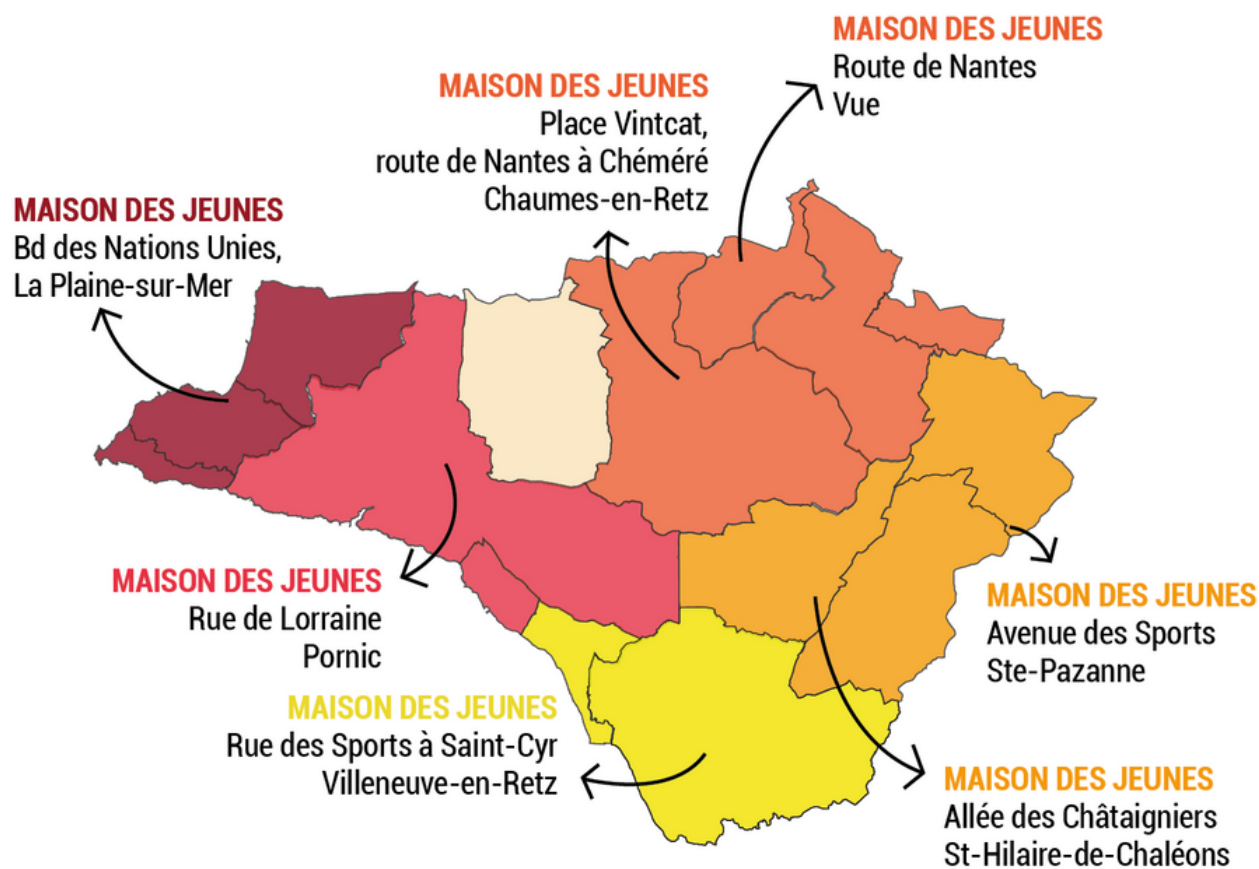 MAISON DES JEUNES
Route de Nantes
Vue
MAISON DES JEUNES
Place Vintcat,
route de Nantes à Chéméré
Chaumes-en-Retz
MAISON DES JEUNES
Bd des Nations Unies,
La Plaine-sur-Mer
MAISON DES JEUNES
Rue de Lorraine
Pornic
MAISON DES JEUNES
Avenue des Sports
Ste-Pazanne
MAISON DES JEUNES
Rue des Sports à Saint-Cyr
Villeneuve-en-Retz
MAISON DES JEUNES
Allée des Châtaigniers
St-Hilaire-de-Chaléons